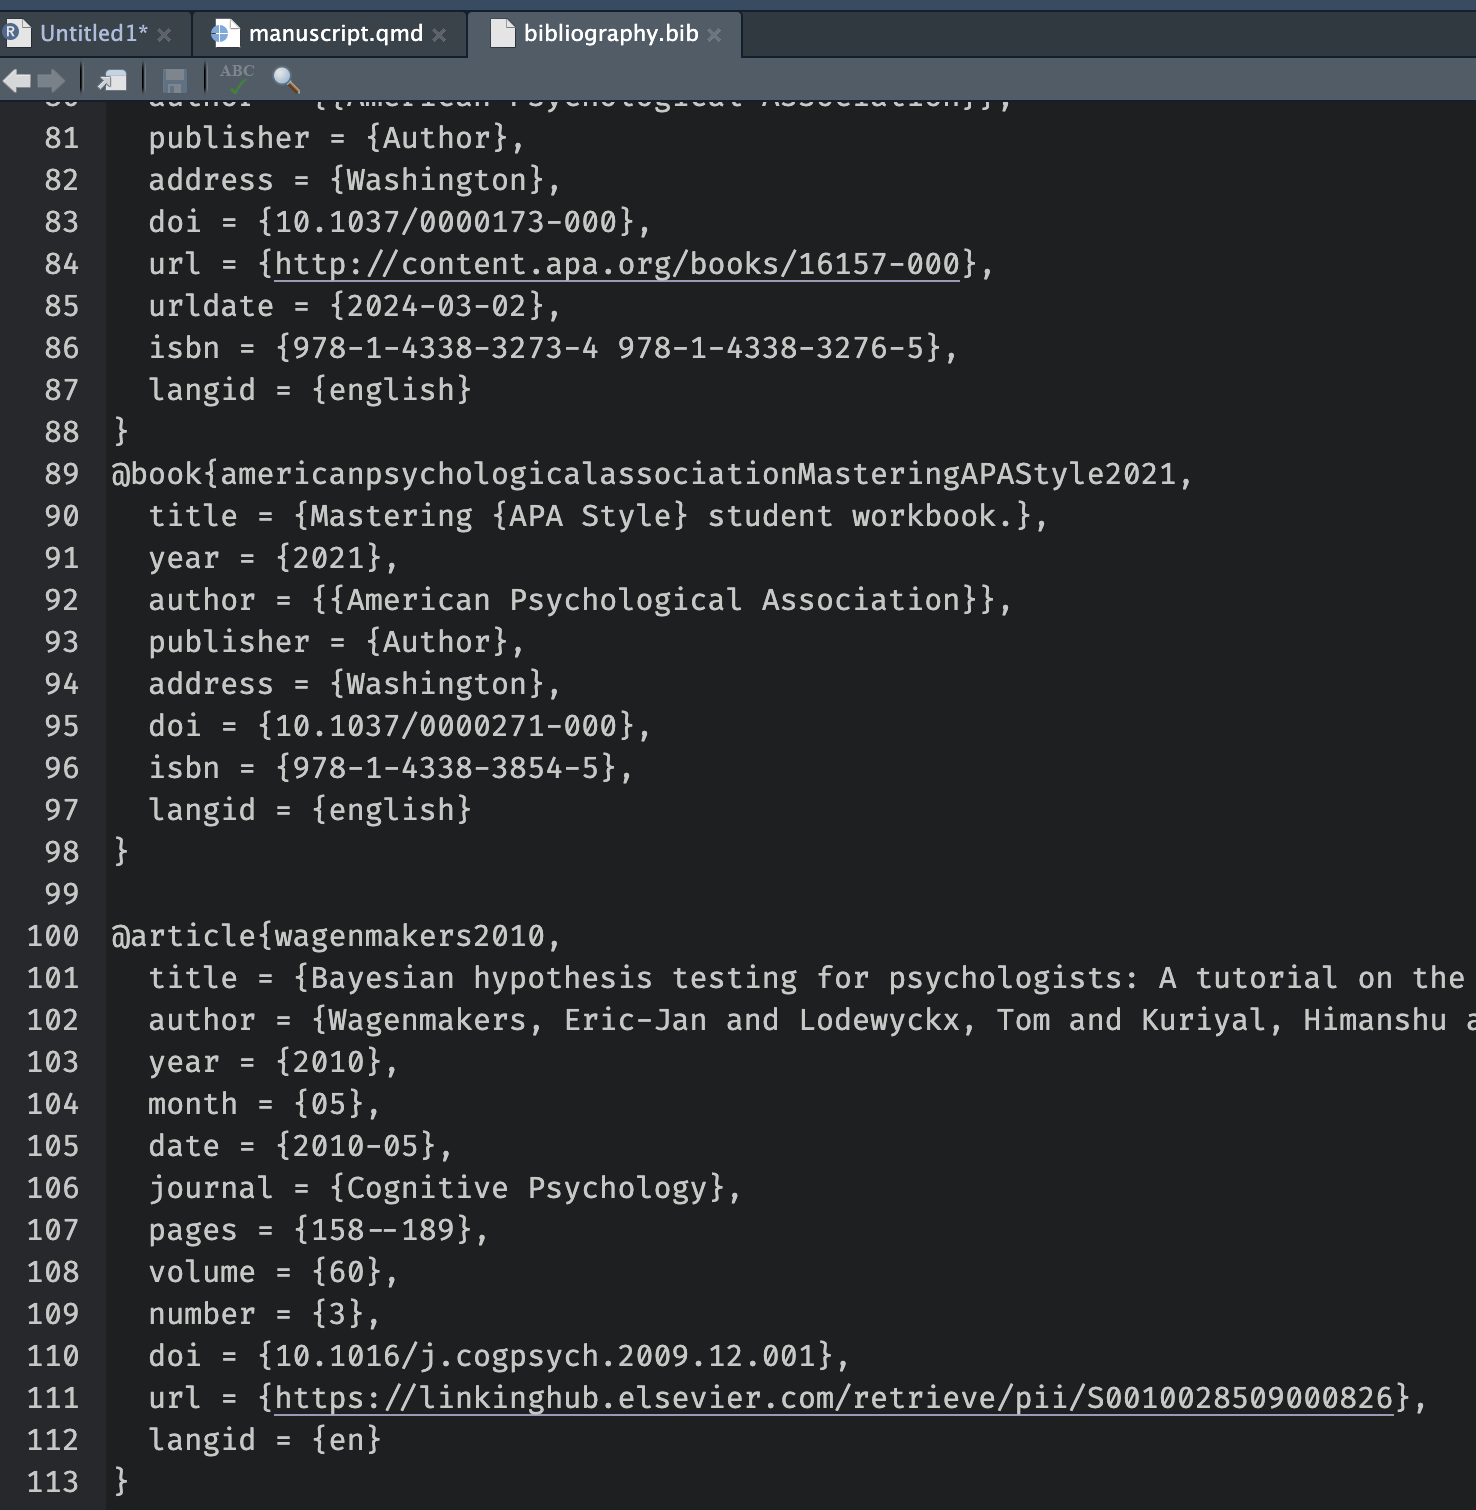 Untitled1* × manuscript.qmd × bibliography.bib ×
ABC
80 author = {{American Psychological Association}},
81 publisher = {Author},
82 address = {Washington},
83 doi = {10.1037/0000173-000},
84 url = {http://content.apa.org/books/16157-000},
85 urldate = {2024-03-02},
86 isbn = {978-1-4338-3273-4 978-1-4338-3276-5},
87 langid = {english}
88 }
89 @book{americanpsychologicalassociationMasteringAPAStyle2021,
90 title = {Mastering {APA Style} student workbook.},
91 year = {2021},
92 author = {{American Psychological Association}},
93 publisher = {Author},
94 address = {Washington},
95 doi = {10.1037/0000271-000},
96 isbn = {978-1-4338-3854-5},
97 langid = {english}
98 }
99
100 @article{wagenmakers2010,
101 title = {Bayesian hypothesis testing for psychologists: A tutorial on the
102 author = {Wagenmakers, Eric-Jan and Lodewyckx, Tom and Kuriyal, Himanshu a
103 year = {2010},
104 month = {05},
105 date = {2010-05},
106 journal = {Cognitive Psychology},
107 pages = {158--189},
108 volume = {60},
109 number = {3},
110 doi = {10.1016/j.cogpsych.2009.12.001},
111 url = {https://linkinghub.elsevier.com/retrieve/pii/S0010028509000826},
112 langid = {en}
113 }